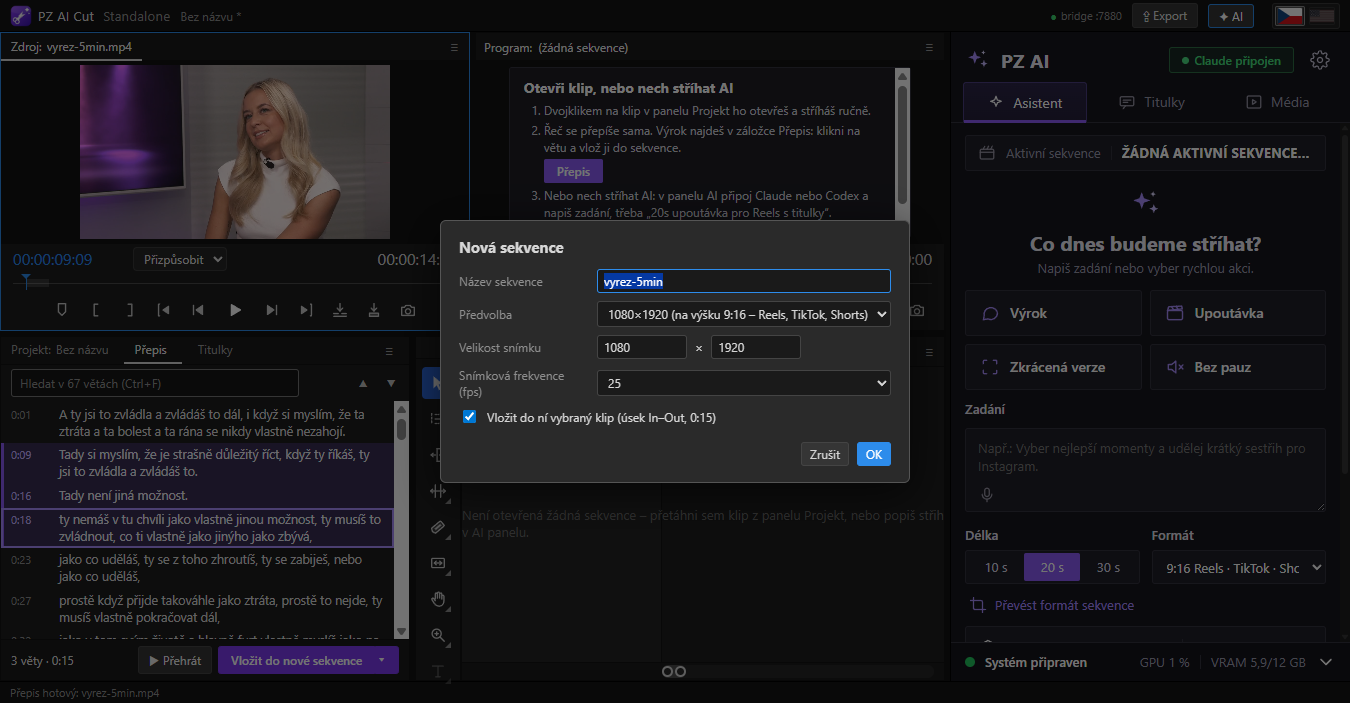 PZ AI Cut Standalone Bez názvu *
bridge :7880
Export
AI
Zdroj: vyrez-5min.mp4
00:00:09:09
Přizpůsobit
00:00:14:
Program: (žádná sekvence)
Otevři klip, nebo nech stříhat AI
1. Dvojklikem na klip v panelu Projekt ho otevřeš a stříháš ručně.
2. Řeč se přepíše sama. Výrok najdeš v záložce Přepis: klikni na
větu a vlož ji do sekvence.
Přepis
3. Nebo nech stříhat AI: v panelu AI připoj Claude nebo Codex a
napiš zadání, třeba „20s upoutávka pro Reels s titulky“.
:00
Nová sekvence
Název sekvence
vyrez-5min
Předvolba
1080×1920 (na výšku 9:16 – Reels, TikTok, Shorts)
Velikost snímku
1080 × 1920
Snímková frekvence
(fps)
25
Vložit do ní vybraný klip (úsek In–Out, 0:15)
Zrušit
OK
Projekt: Bez názvu
Přepis
Titulky
Hledat v 67 větách (Ctrl+F)
0:01 A ty jsi to zvládla a zvládáš to dál, i když si myslím, že ta
ztráta a ta bolest a ta rána se nikdy vlastně nezahojí.
0:09 Tady si myslím, že je strašně důležitý říct, když ty říkáš, ty
jsi to zvládla a zvládáš to.
0:16 Tady není jiná možnost.
0:18 ty nemáš v tu chvíli jako vlastně jinou možnost, ty musíš to
zvládnout, co ti vlastně jako jinýho jako zbývá,
0:23 jako co uděláš, ty se z toho zhroutíš, ty se zabiješ, nebo
jako co uděláš,
0:27 prostě když přijde takováhle jako ztráta, prostě to nejde, ty
musíš vlastně pokračovat dál,
3 věty · 0:15
Přehrát
Vložit do nové sekvence
Přepis hotový: vyrez-5min.mp4
Není otevřená žádná sekvence – přetáhni sem klip z panelu Projekt, nebo popiš střih
v AI panelu.
PZ AI
Claude připojen
Asistent
Titulky
Média
Aktivní sekvence
ŽÁDNÁ AKTIVNÍ SEKVENCE...
Co dnes budeme stříhat?
Napiš zadání nebo vyber rychlou akci.
Výrok
Upoutávka
Zkrácená verze
Bez pauz
Zadání
Např.: Vyber nejlepší momenty a udělej krátký sestřih pro
Instagram.
Délka
10 s
20 s
30 s
Formát
9:16 Reels · TikTok · Shc
Převést formát sekvence
Systém připraven
GPU 1 %
VRAM 5,9/12 GB